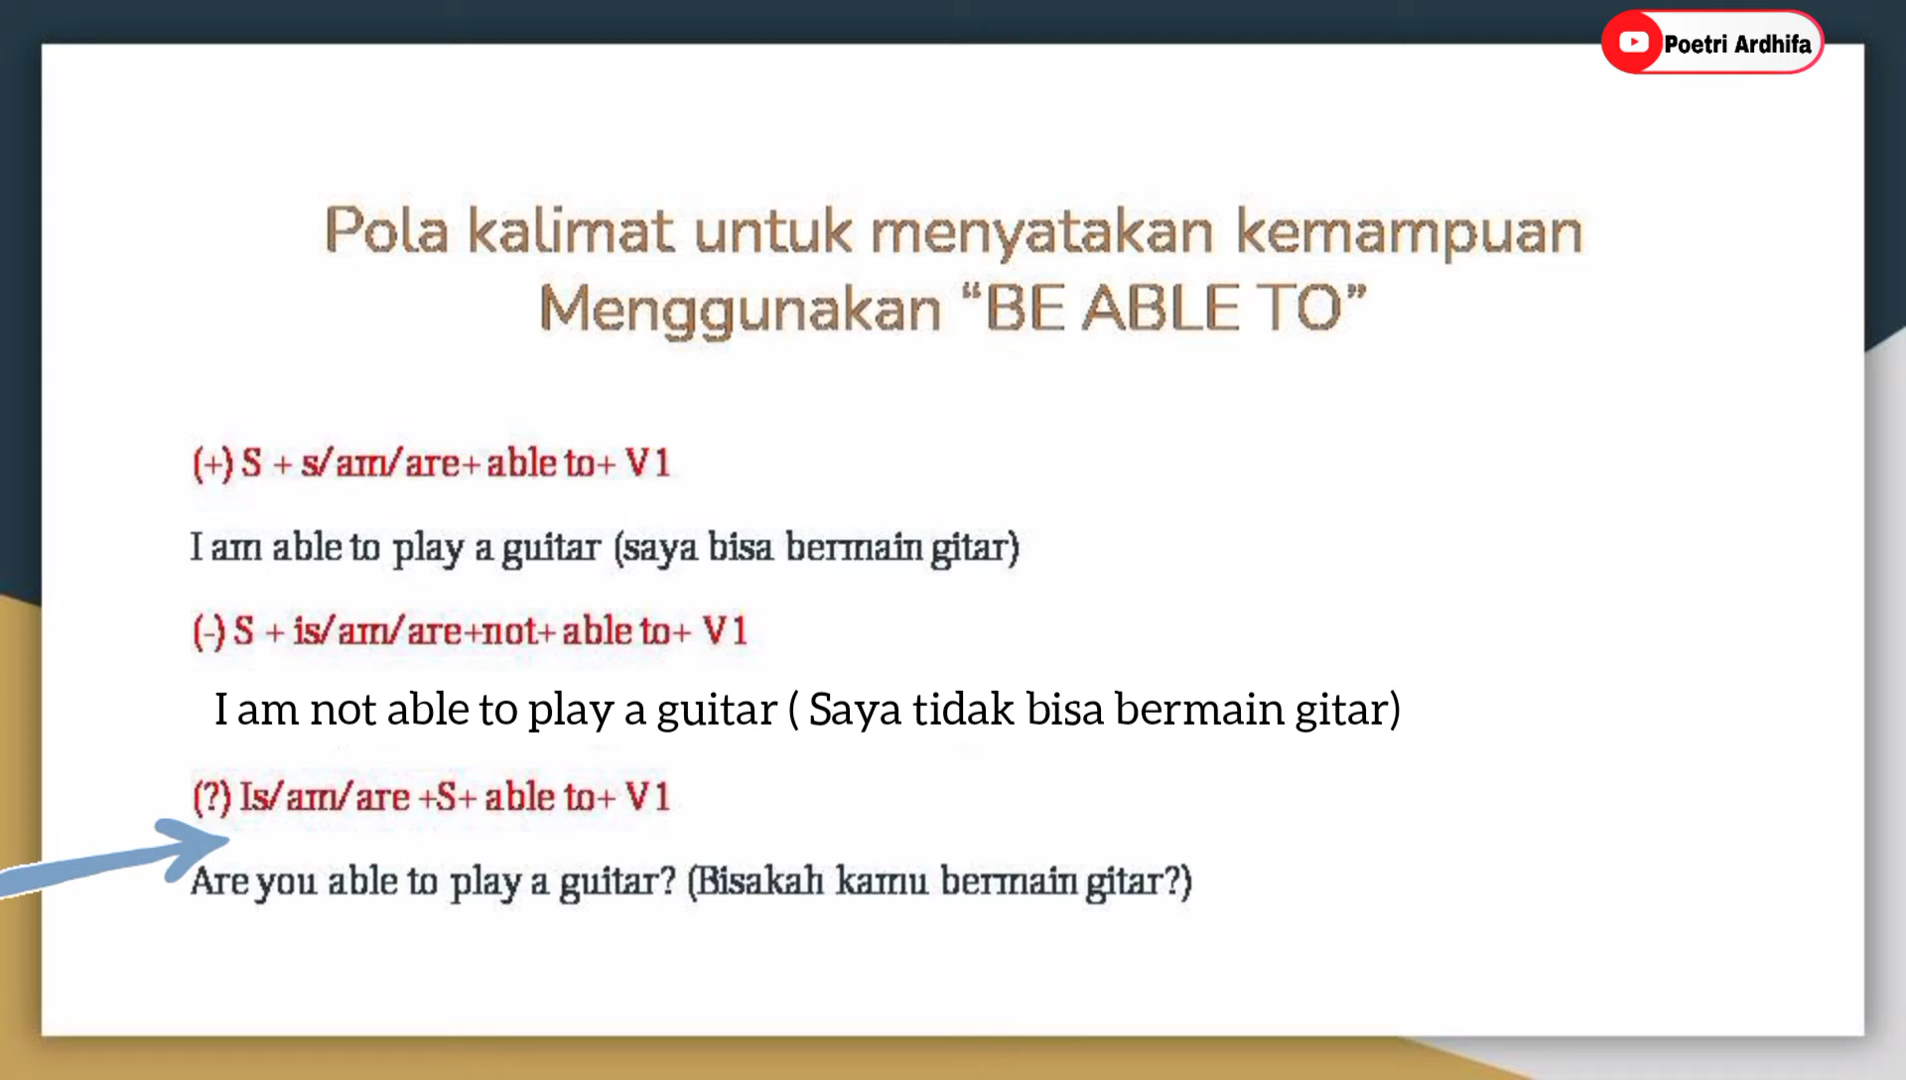 Poetri Ardhifa
Pola kalimat untuk menyatakan kemampuan
Menggunakan “BE ABLE TO”
(+) S + s/am/are+ able to+ V1
I am able to play a guitar (saya bisa bermain gitar)
(-) S + is/am/are+not+ able to+ V1
I am not able to play a guitar ( Saya tidak bisa bermain gitar)
(?) Is/am/are +S+ able to+ V1
Are you able to play a guitar? (Bisakah kamu bermain gitar?)